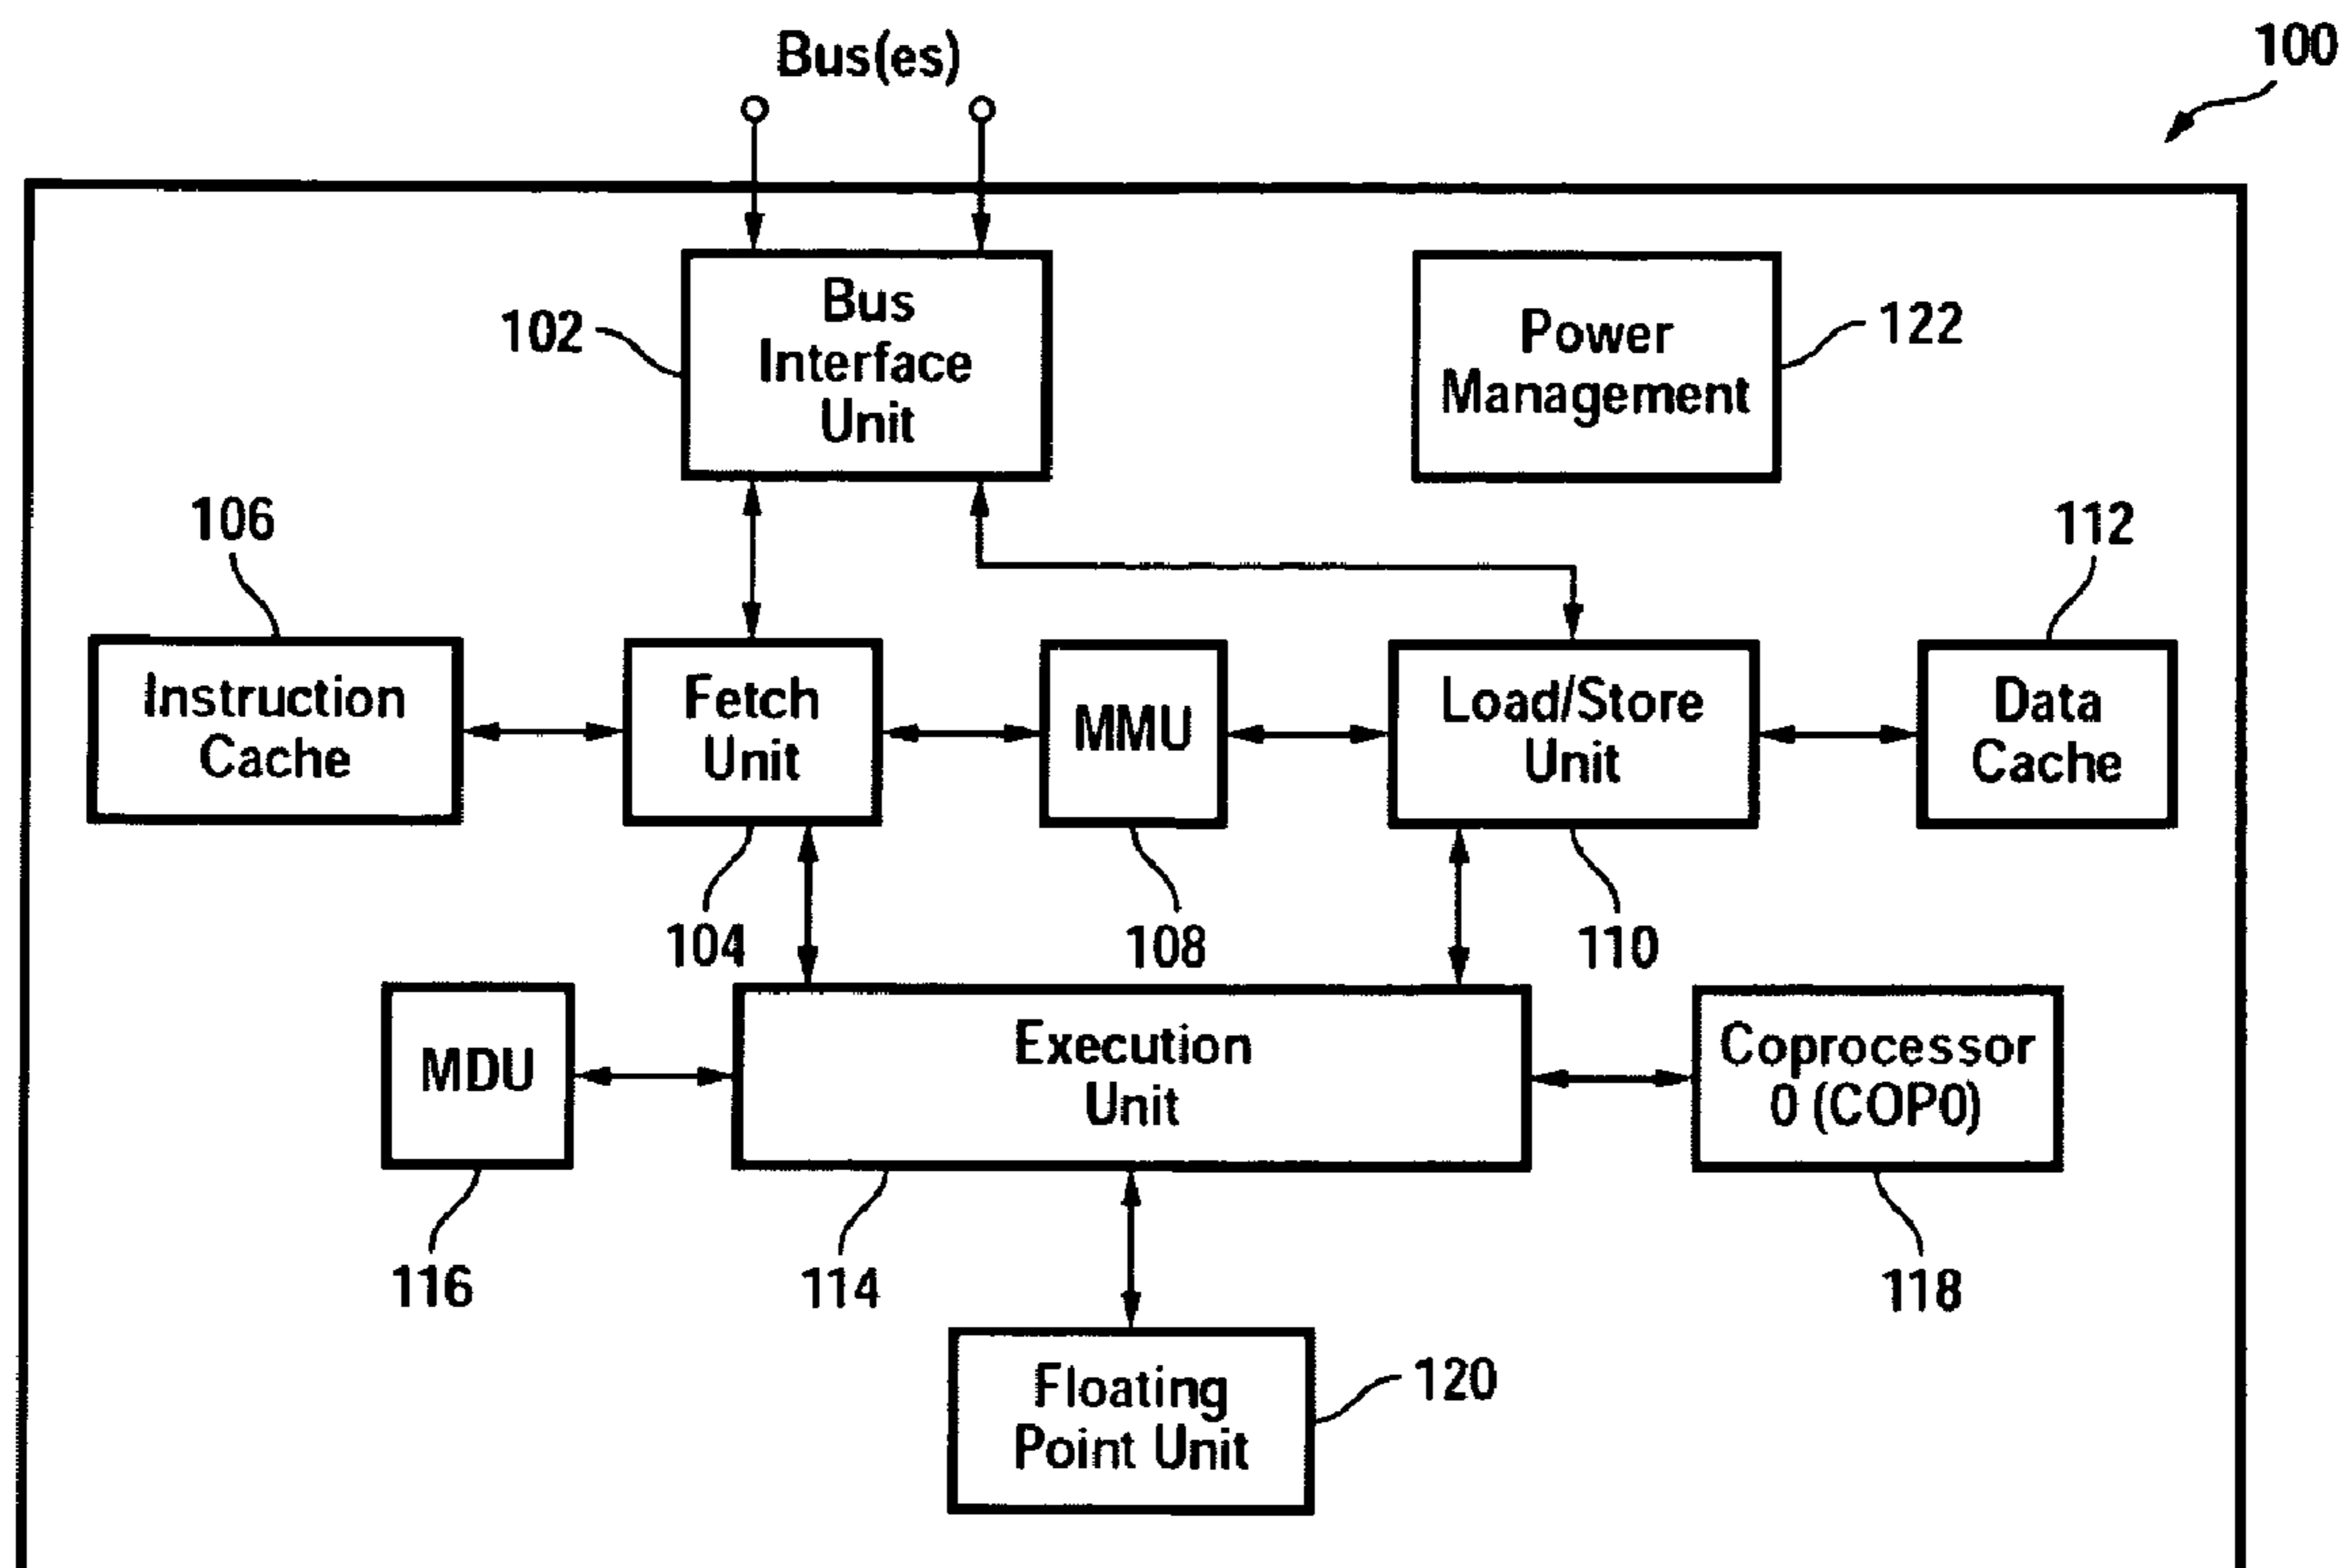 Bus(es)
100
Bus
Interface
Unit
102
Power
Management
122
106
112
Instruction
Cache
Fetch
Unit
MMU
Load/Store
Unit
Data
Cache
104
108
110
MDU
Execution
Unit
Coprocessor
0 (COP0)
116
114
118
Floating
Point Unit
120